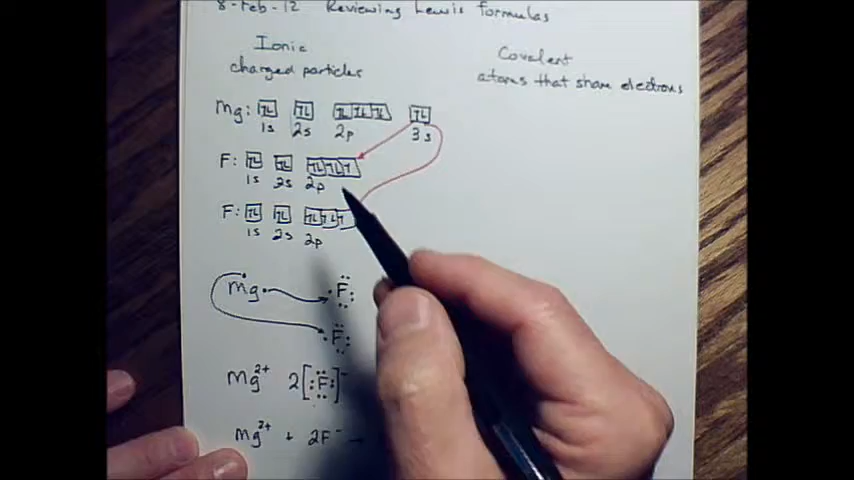 8-Feb-12 Reviewing Lewis formulas
Ionic
charged particles
Covalent
atoms that share electrons
Mg: ↑↓ ↑↓ ↑↓ ↑↓ ↑↓ ↑↓
1s 2s 2p 3s
F: ↑↓ ↑↓ ↑↓ ↑↓ ↑
1s 2s 2p
F: ↑↓ ↑↓ ↑↓ ↑↓ ↑
1s 2s 2p
Mg F
F
Mg²⁺ 2[:F:]⁻
Mg²⁺ + 2F⁻